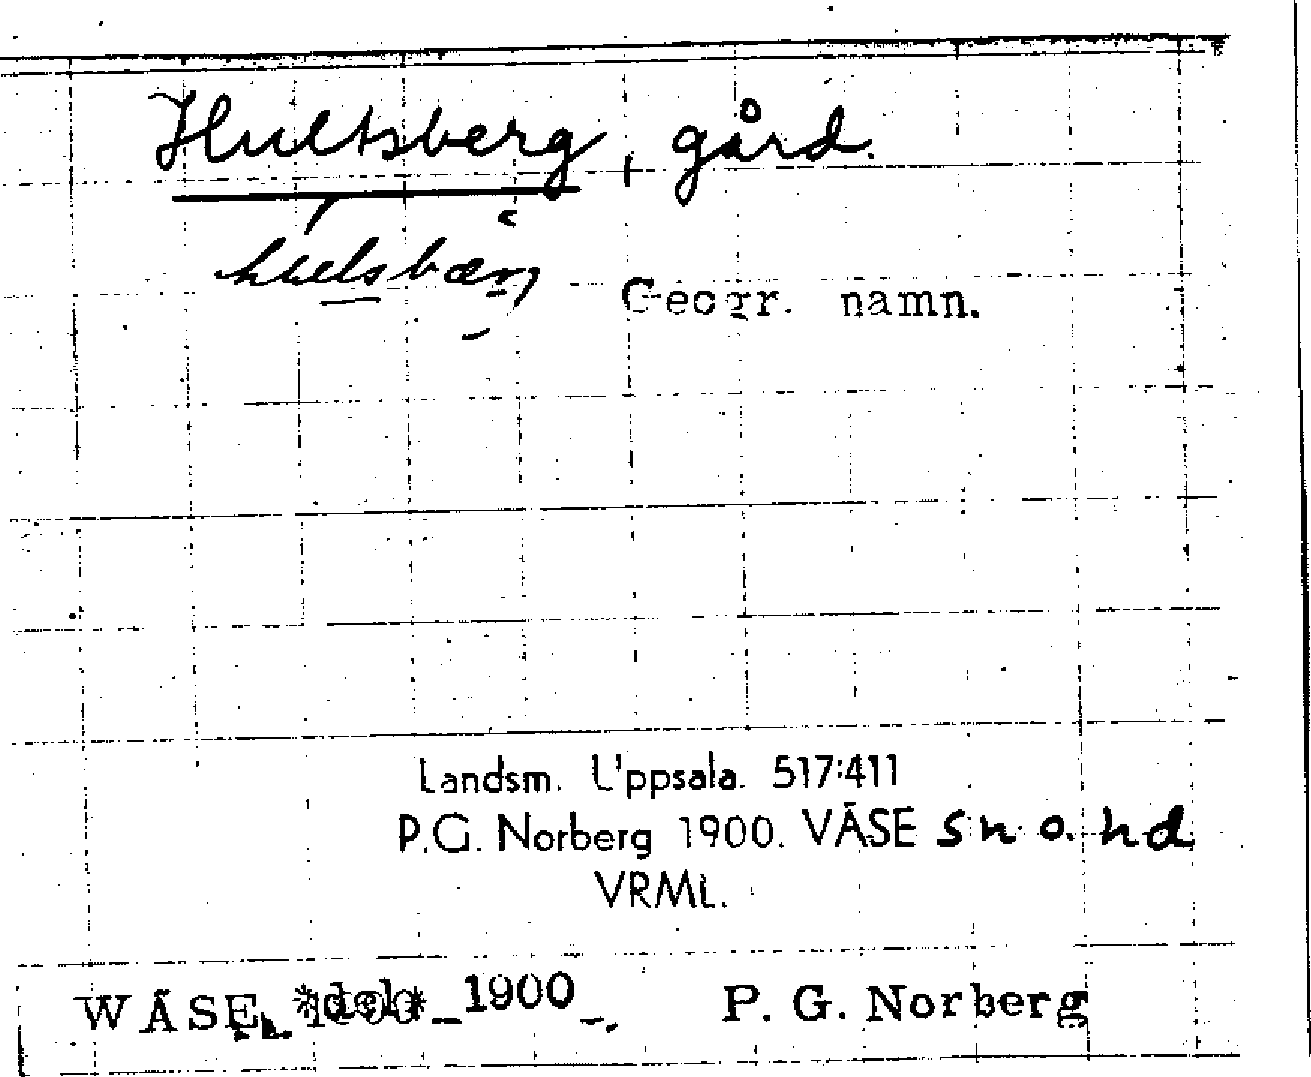 Hultsberg, gård.
Geogr. namn.
Landsm. Uppsala. 517:411
P.G. Norberg 1900. VÄSE sn o. hd
VRML.
WÄSE 1900 P. G. Norberg